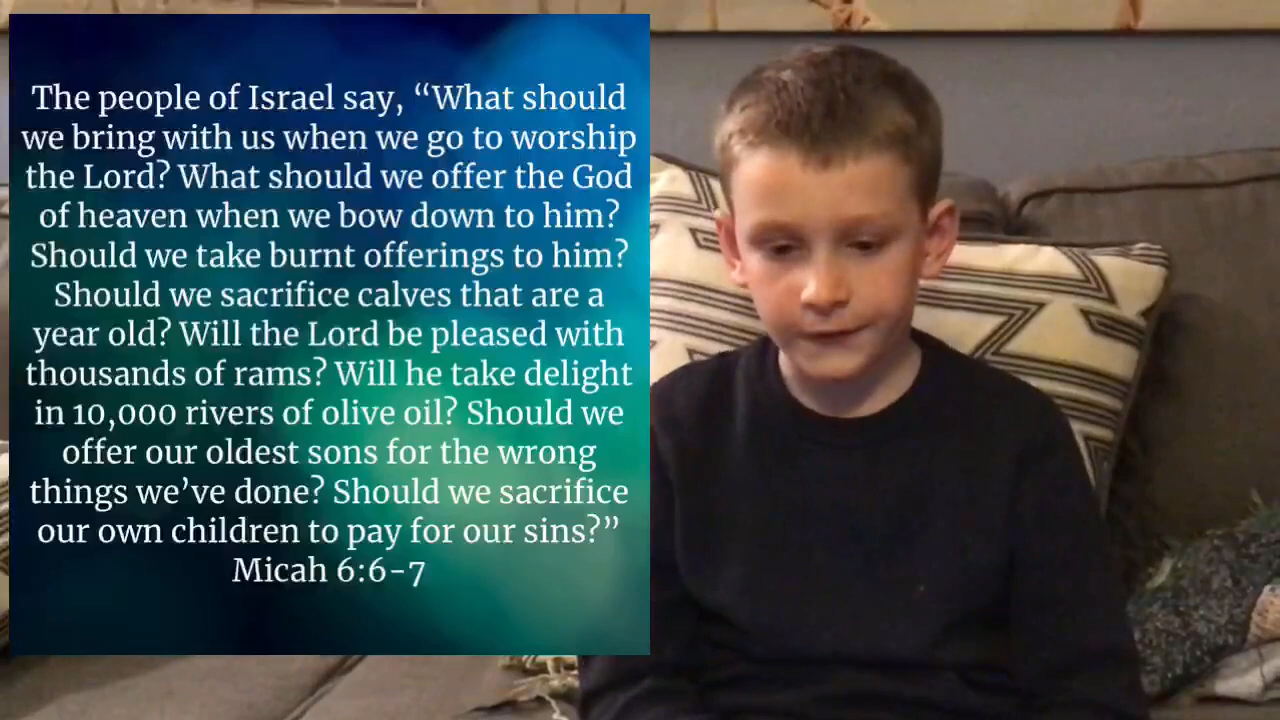 The people of Israel say, “What should
we bring with us when we go to worship
the Lord? What should we offer the God
of heaven when we bow down to him?
Should we take burnt offerings to him?
Should we sacrifice calves that are a
year old? Will the Lord be pleased with
thousands of rams? Will he take delight
in 10,000 rivers of olive oil? Should we
offer our oldest sons for the wrong
things we’ve done? Should we sacrifice
our own children to pay for our sins?”
Micah 6:6-7